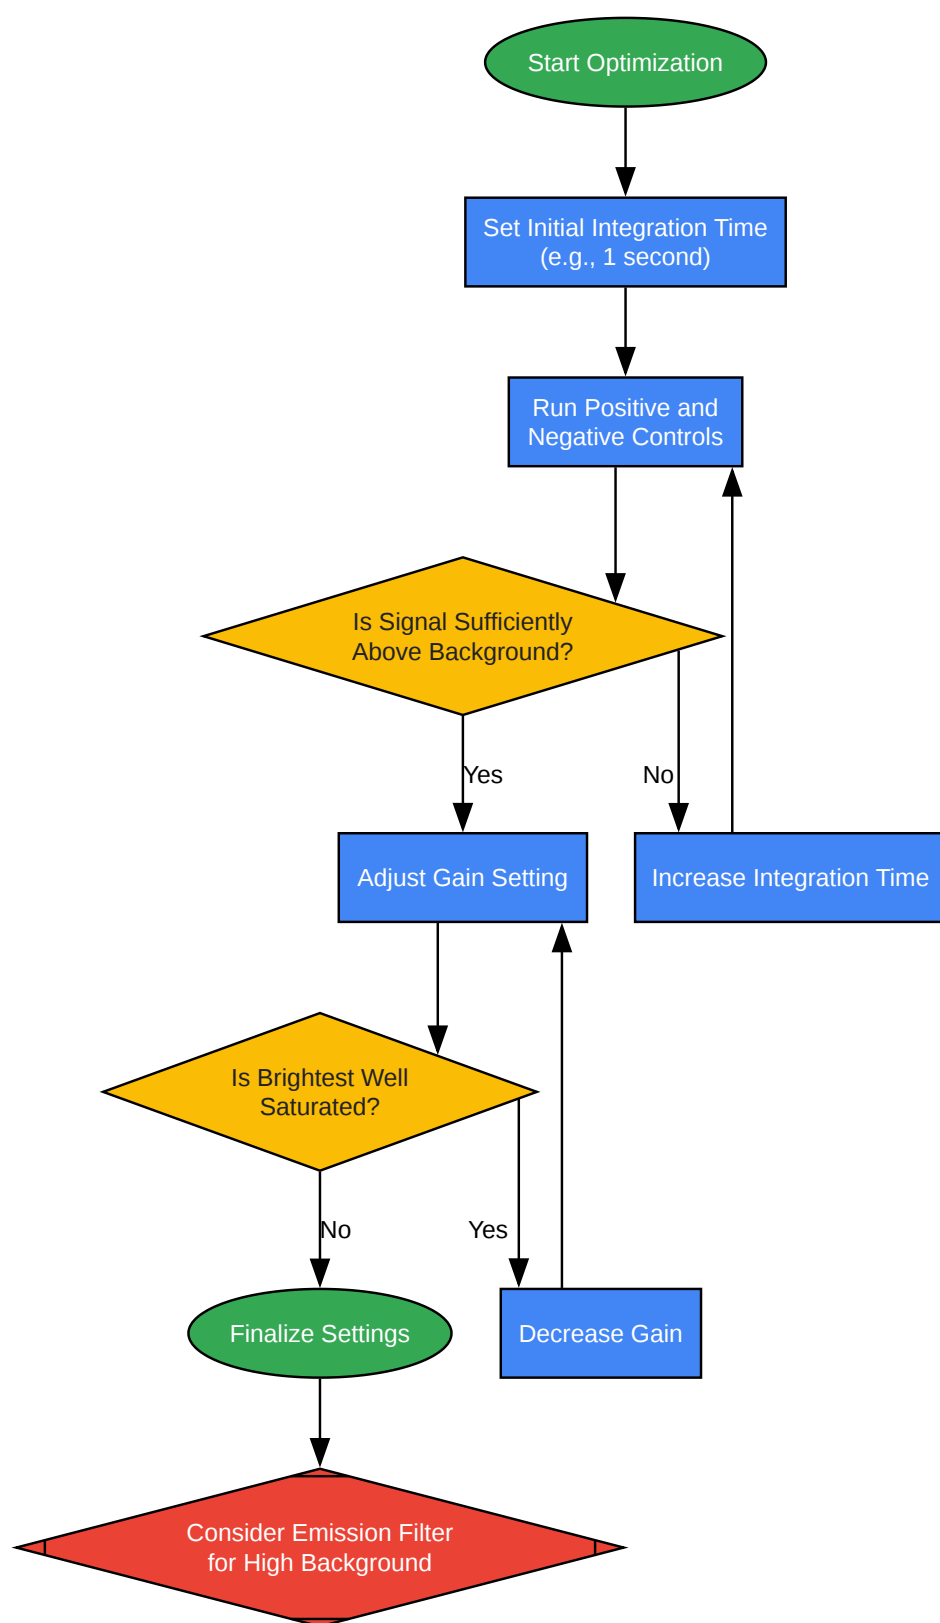 Start Optimization
Set Initial Integration Time
(e.g., 1 second)
Run Positive and
Negative Controls
Is Signal Sufficiently
Above Background?
Yes
No
Adjust Gain Setting
Increase Integration Time
Is Brightest Well
Saturated?
No
Yes
Finalize Settings
Decrease Gain
Consider Emission Filter
for High Background